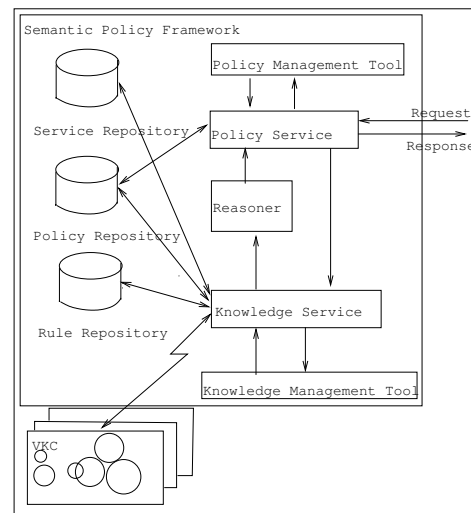 Semantic Policy Framework
Policy Management Tool
Service Repository
Policy Service
Request
Response
Reasoner
Policy Repository
Knowledge Service
Rule Repository
Knowledge Management Tool
VKC